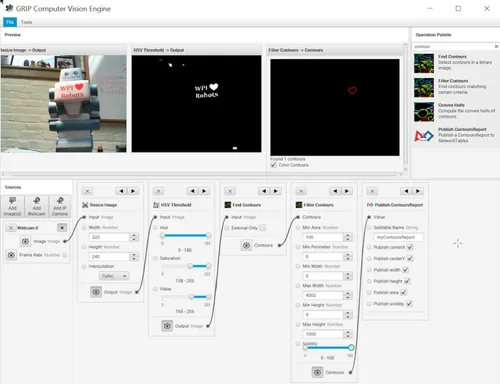 GRIP Computer Vision Engine
File Tools
Preview
Resize Image -> Output
HSV Threshold -> Output
Filter Contours -> Contours
WPI
Robots
WPI
Robots
Found 1 contours
Color Contours
Operation Palette
contour
Find Contours
Detect contours in a binary image.
Filter Contours
Find contours matching certain criteria.
Convex Hulls
Compute the convex hulls of contours.
Publish ContoursReport
Publish a ContoursReport to NetworkTables
Sources
Add Image(s)
Add Webcam
Add IP Camera
Webcam 0
Image Image
Frame Rate Number
Resize Image
Input Image
Width Number
320
Height Number
240
Interpolation
Cubic
Output Image
HSV Threshold
Input Image
Hue
0 - 180
Saturation
Value
Output Image
Find Contours
Input Image
External Only
Contours
Filter Contours
Contours
Min Area Number
100
Min Perimeter Number
0
Min Width Number
0
Max Width Number
4000
Min Height Number
0
Max Height Number
1000
Solidity
0 - 100
Contours
Publish ContoursReport
Value
Subtable Name String
myContoursReport
Publish centerX
Publish centerY
Publish width
Publish height
Publish area
Publish solidity